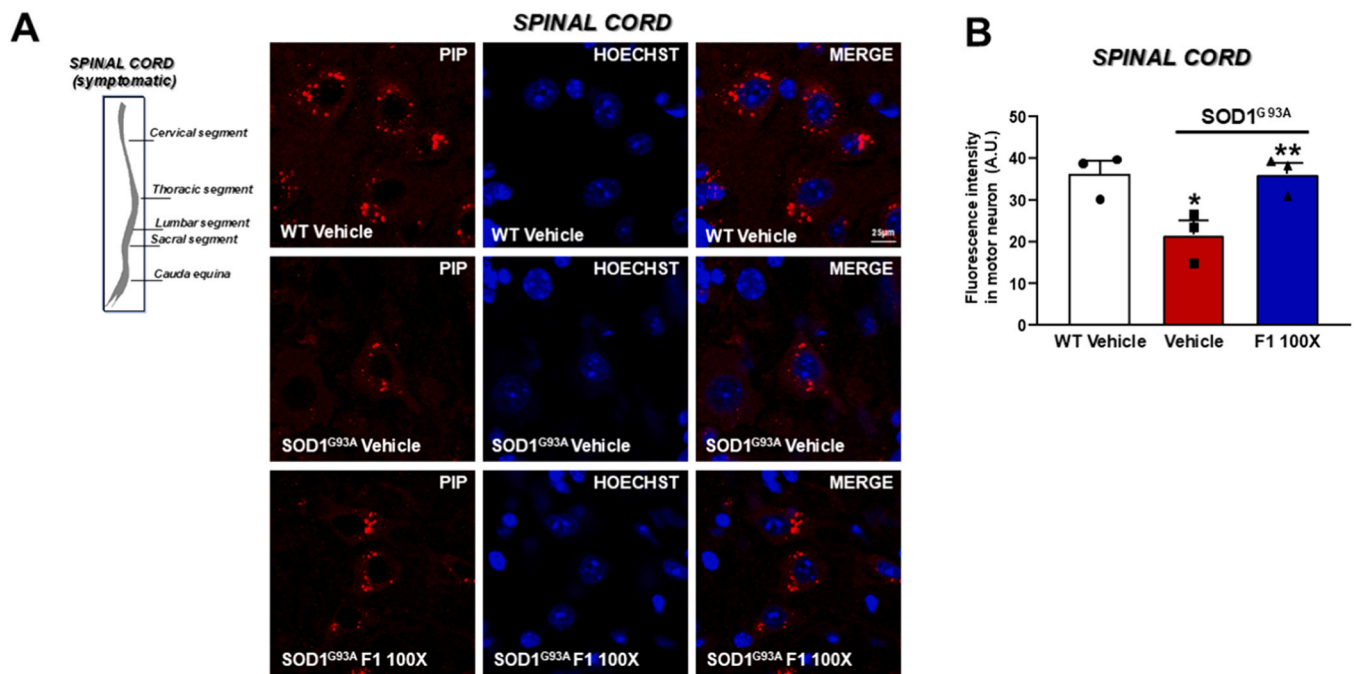 A
SPINAL CORD
(symptomatic)
Cervical segment
Thoracic segment
Lumbar segment
Sacral segment
Cauda equina
SPINAL CORD
PIP
HOECHST
MERGE
WT Vehicle
WT Vehicle
WT Vehicle
25μm
PIP
HOECHST
MERGE
SOD1G93A Vehicle
SOD1G93A Vehicle
SOD1G93A Vehicle
PIP
HOECHST
MERGE
SOD1G93A F1 100X
SOD1G93A F1 100X
SOD1G93A F1 100X
B
SPINAL CORD
SOD1G 93A
Fluorescence intensity
in motor neuron (A.U.)
50
40
30
20
10
0
*
**
WT Vehicle
Vehicle
F1 100X